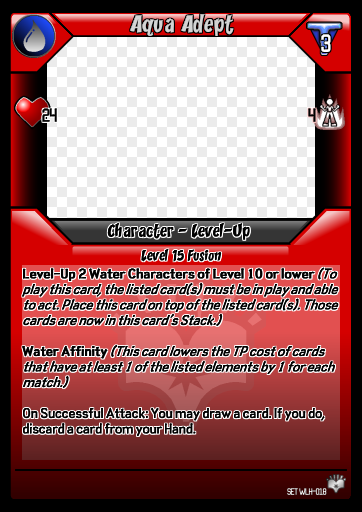 Aqua Adept
3
24
4
Character - Level-Up
Level 15 Fusion
Level-Up 2 Water Characters of Level 10 or lower (To
play this card, the listed card(s) must be in play and able
to act. Place this card on top of the listed card(s). Those
cards are now in this card's Stack.)
Water Affinity (This card lowers the TP cost of cards
that have at least 1 of the listed elements by 1 for each
match.)
On Successful Attack: You may draw a card. If you do,
discard a card from your Hand.
SET WLH-018